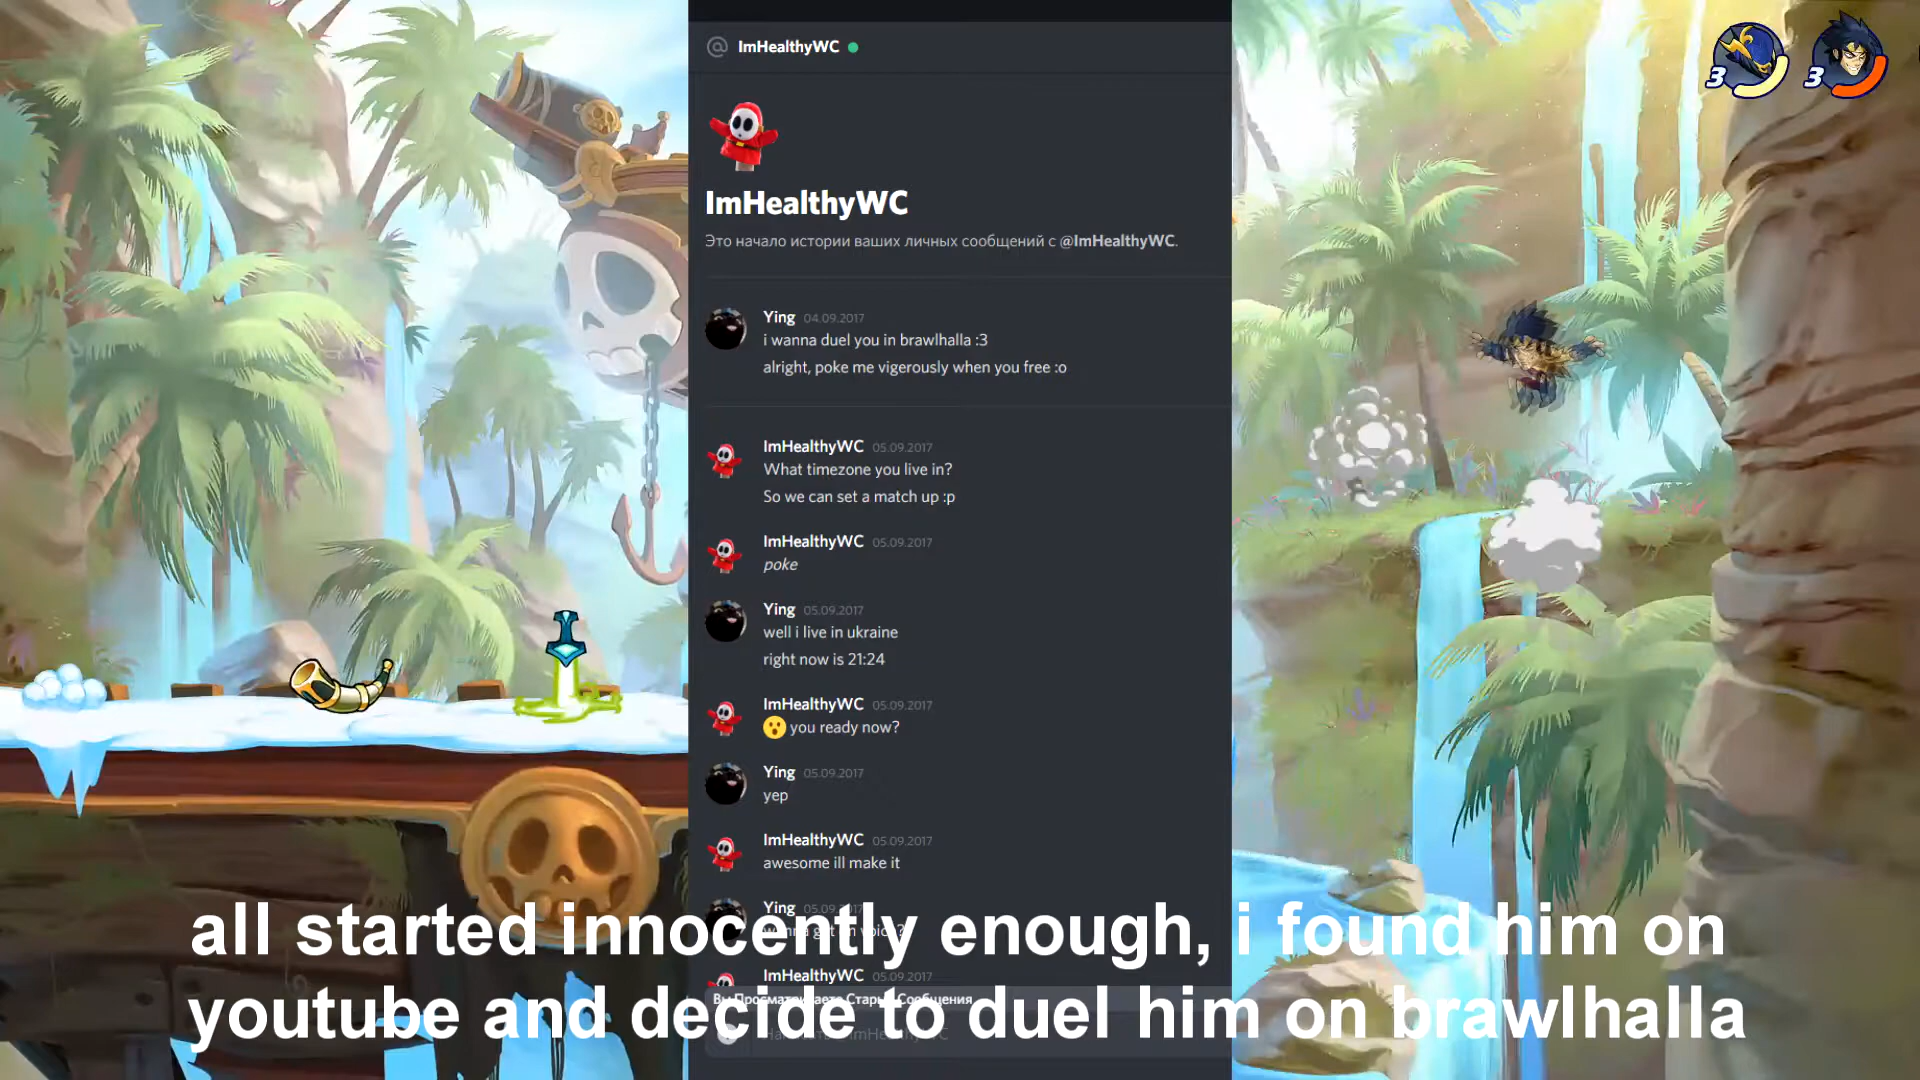 ImHealthyWC
3
3
ImHealthyWC
Это начало истории ваших личных сообщений с @ImHealthyWC.
Ying 04.09.2017
i wanna duel you in brawlhalla :3
alright, poke me vigerously when you free :o
ImHealthyWC 05.09.2017
What timezone you live in?
So we can set a match up :p
ImHealthyWC 05.09.2017
poke
Ying 05.09.2017
well i live in ukraine
right now is 21:24
ImHealthyWC 05.09.2017
😮 you ready now?
Ying 05.09.2017
yep
ImHealthyWC 05.09.2017
awesome ill make it
Ying 05.09.2017
ImHealthyWC 05.09.2017
all started innocently enough, i found him on
youtube and decide to duel him on brawlhalla